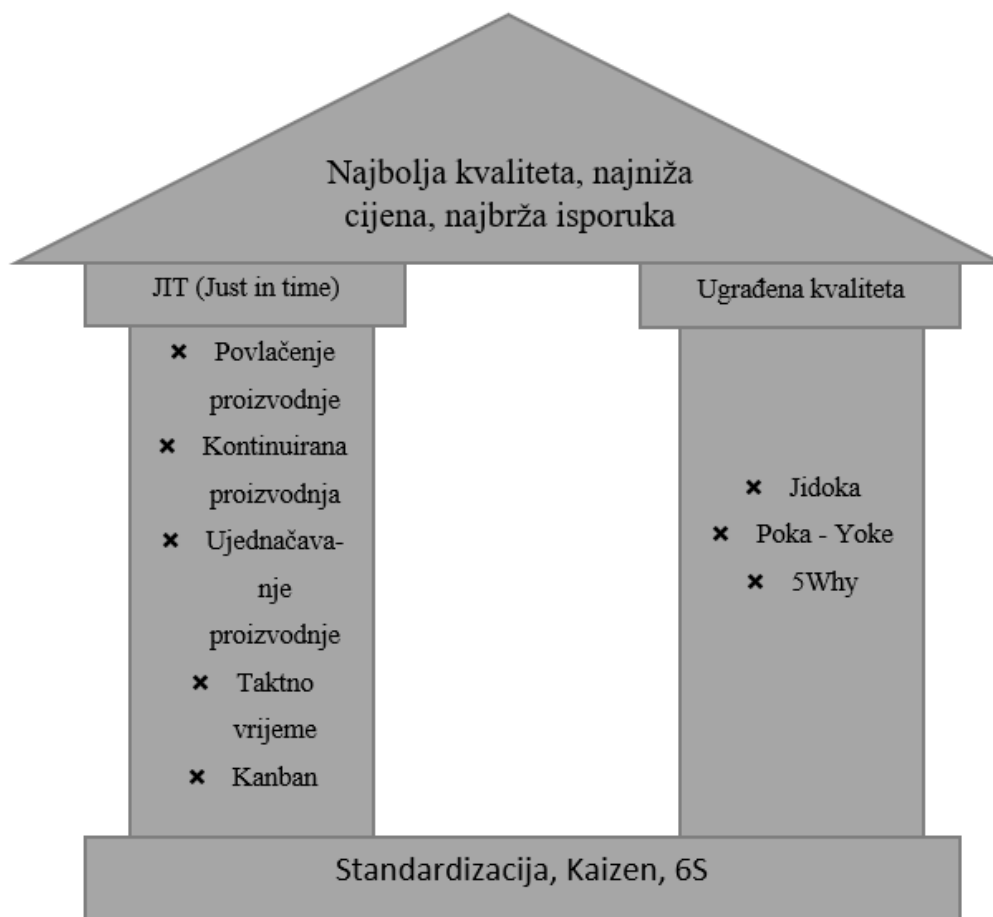 Najbolja kvaliteta, najniža
cijena, najbrža isporuka
JIT (Just in time)
× Povlačenje
proizvodnje
× Kontinuirana
proizvodnja
× Ujednačava-
nje
proizvodnje
× Taktno
vrijeme
× Kanban
Ugrađena kvaliteta
× Jidoka
× Poka - Yoke
× 5Why
Standardizacija, Kaizen, 6S